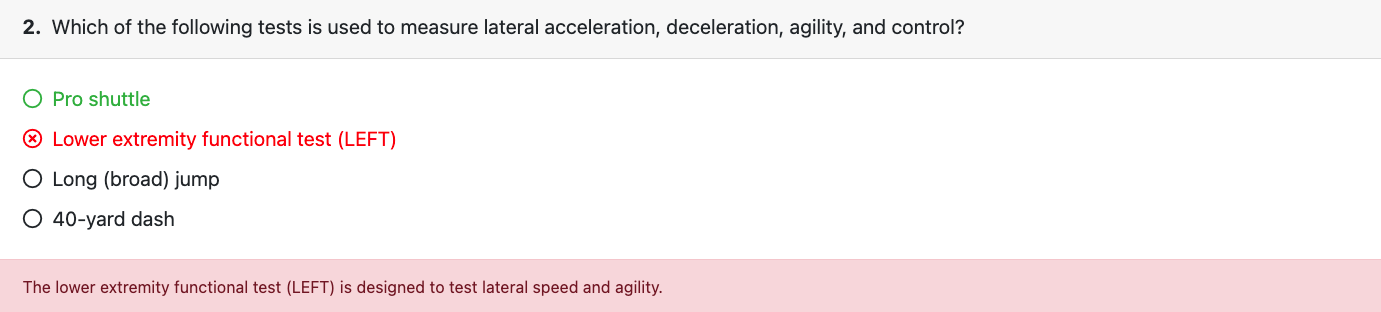 2. Which of the following tests is used to measure lateral acceleration, deceleration, agility, and control?
Pro shuttle
Lower extremity functional test (LEFT)
Long (broad) jump
40-yard dash
The lower extremity functional test (LEFT) is designed to test lateral speed and agility.